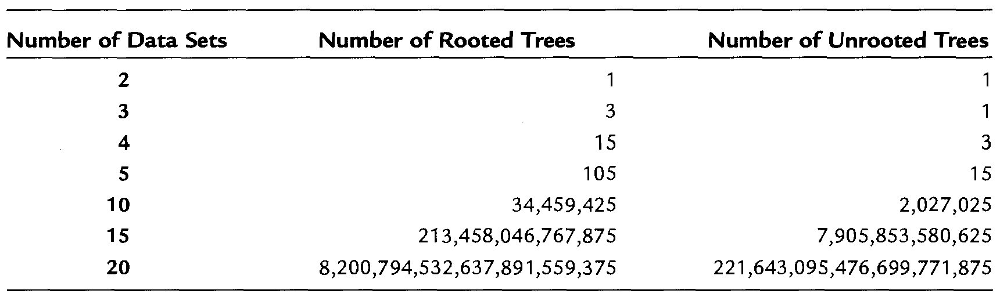 Number of Data Sets Number of Rooted Trees Number of Unrooted Trees
2 1 1
3 3 1
4 15 3
5 105 15
10 34,459,425 2,027,025
15 213,458,046,767,875 7,905,853,580,625
20 8,200,794,532,637,891,559,375 221,643,095,476,699,771,875